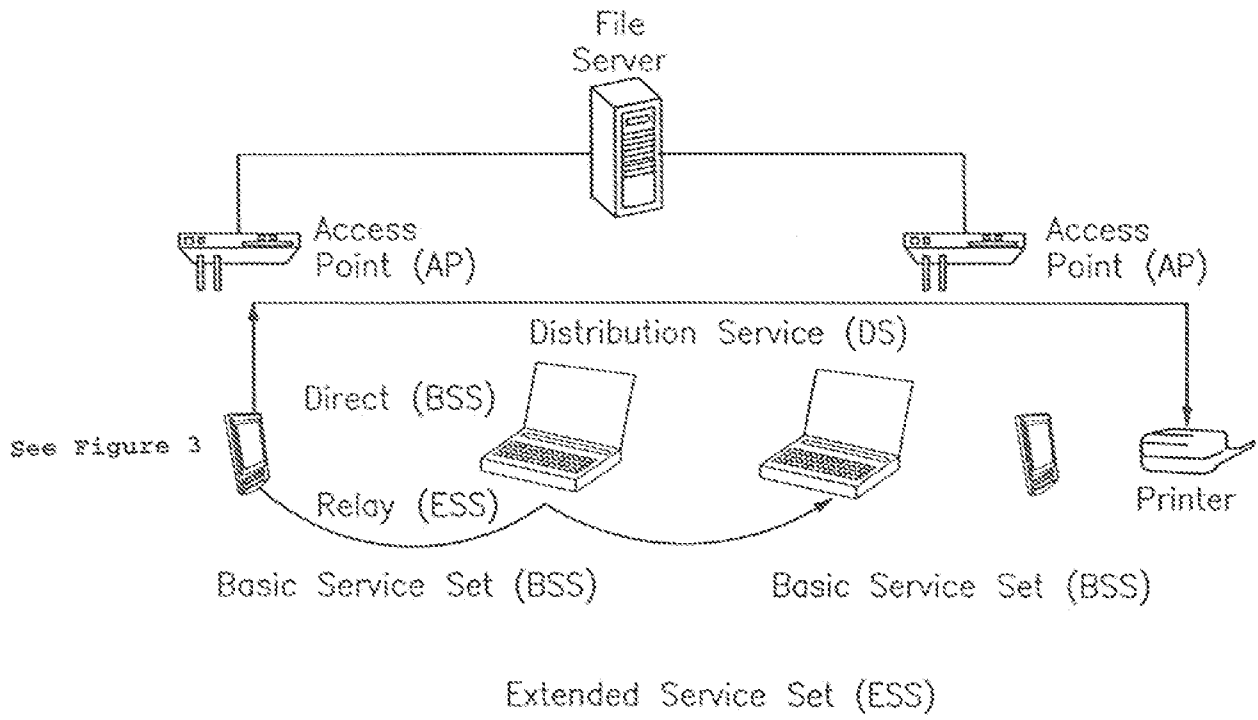 File
Server
Access
Point (AP)
Access
Point (AP)
Distribution Service (DS)
Direct (BSS)
See Figure 3
Relay (ESS)
Printer
Basic Service Set (BSS)
Basic Service Set (BSS)
Extended Service Set (ESS)